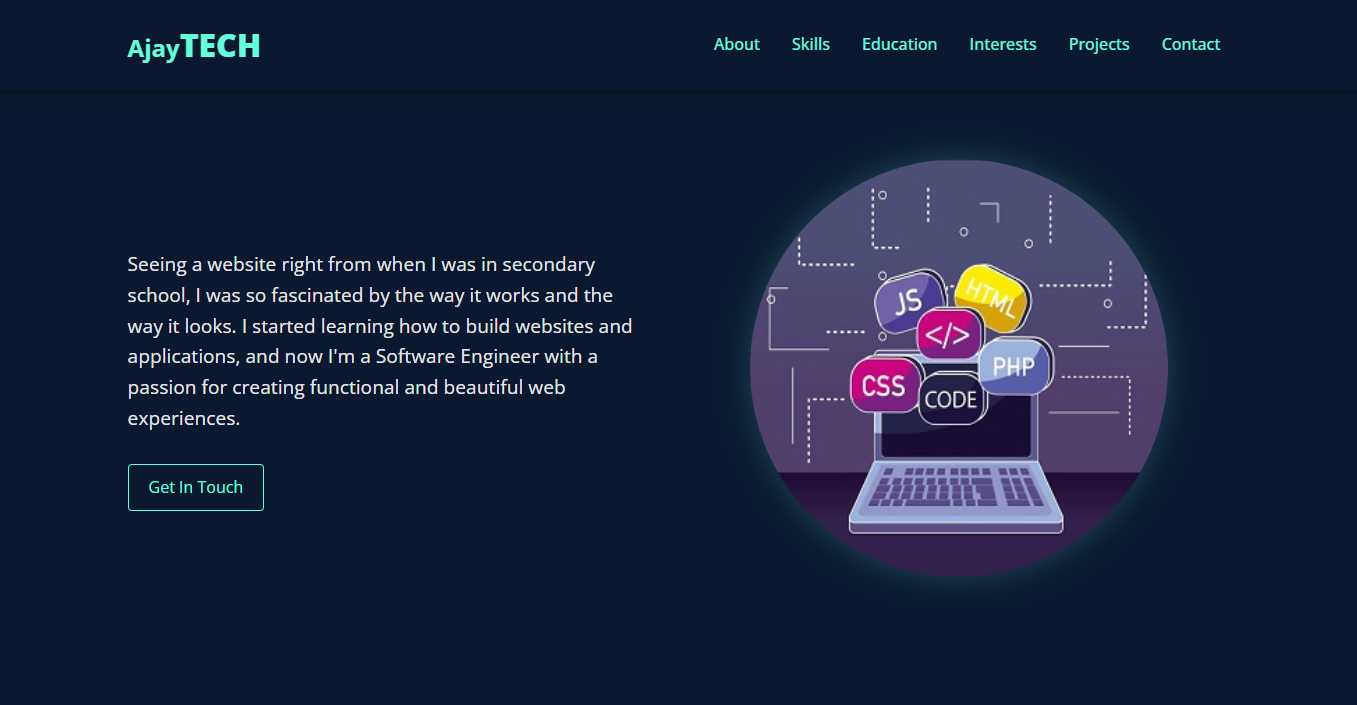 AjayTECH
About Skills Education Interests Projects Contact
Seeing a website right from when I was in secondary
school, I was so fascinated by the way it works and the
way it looks. I started learning how to build websites and
applications, and now I'm a Software Engineer with a
passion for creating functional and beautiful web
experiences.
Get In Touch
JS
HTML
</>
PHP
CSS
CODE